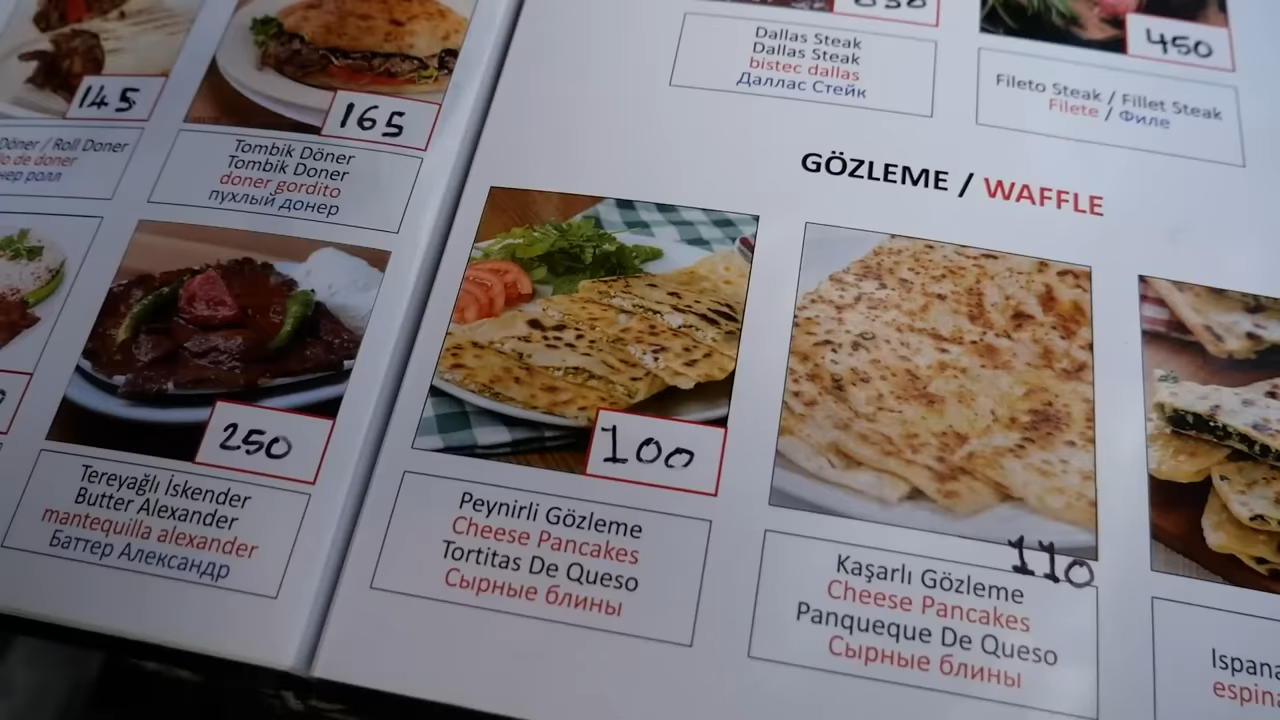 145
Döner / Roll Doner
de doner
ролл
165
Tombik Döner
Tombik Doner
doner gordito
пухлый донер
250
Tereyağlı İskender
Butter Alexander
mantequilla alexander
Баттер Александр
Dallas Steak
Dallas Steak
bistec dallas
Даллас Стейк
450
Fileto Steak / Fillet Steak
Filete / Филе
GÖZLEME / WAFFLE
100
Peynirli Gözleme
Cheese Pancakes
Tortitas De Queso
Сырные блины
110
Kaşarlı Gözleme
Cheese Pancakes
Panqueque De Queso
Сырные блины